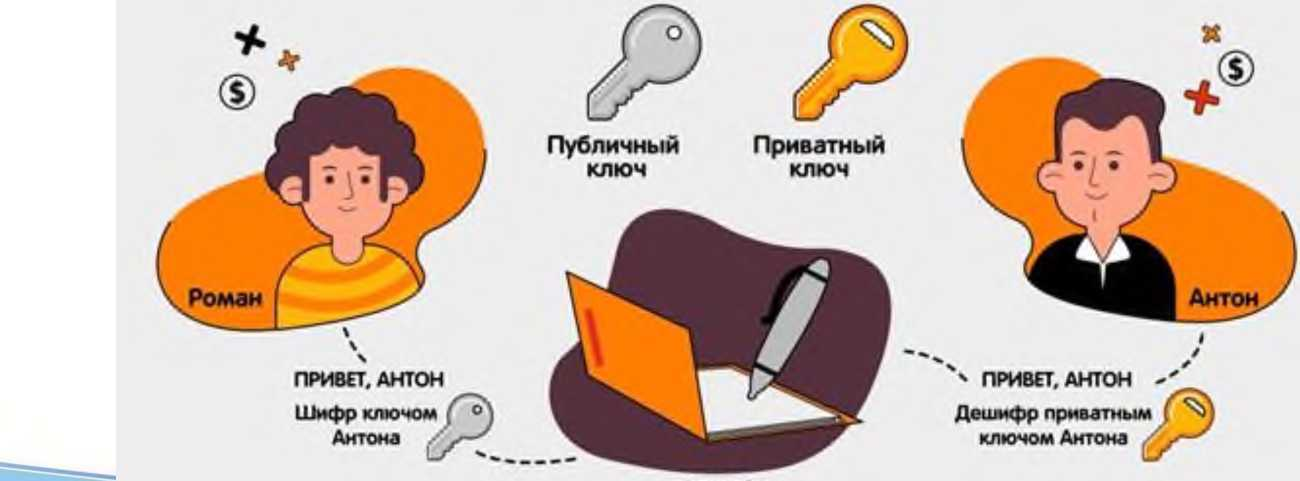 $
$
Публичный
ключ
Приватный
ключ
Роман
Антон
ПРИВЕТ, АНТОН
Шифр ключом
Антона
ПРИВЕТ, АНТОН
Дешифр приватным
ключом Антона